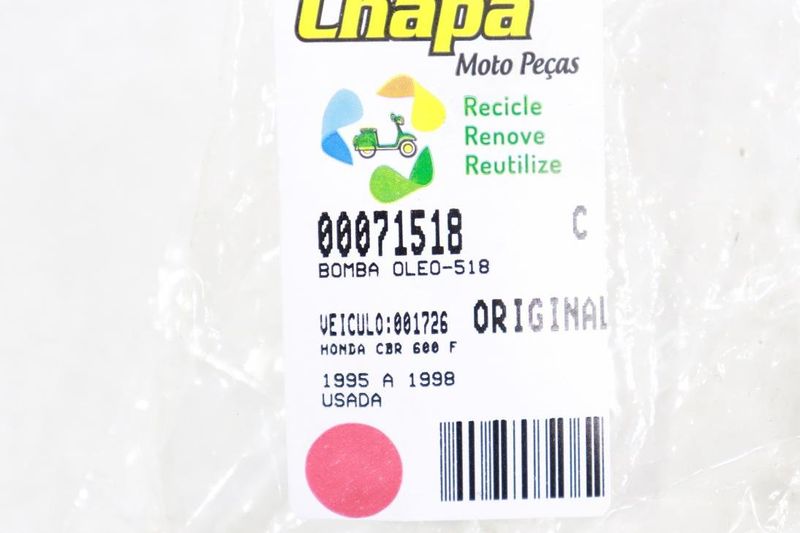 Chapa
Moto Peças
Recicle
Renove
Reutilize
00071518 C
BOMBA OLEO-518
VEICULO:001726 ORIGINAL
HONDA CBR 600 F
1995 A 1998
USADA